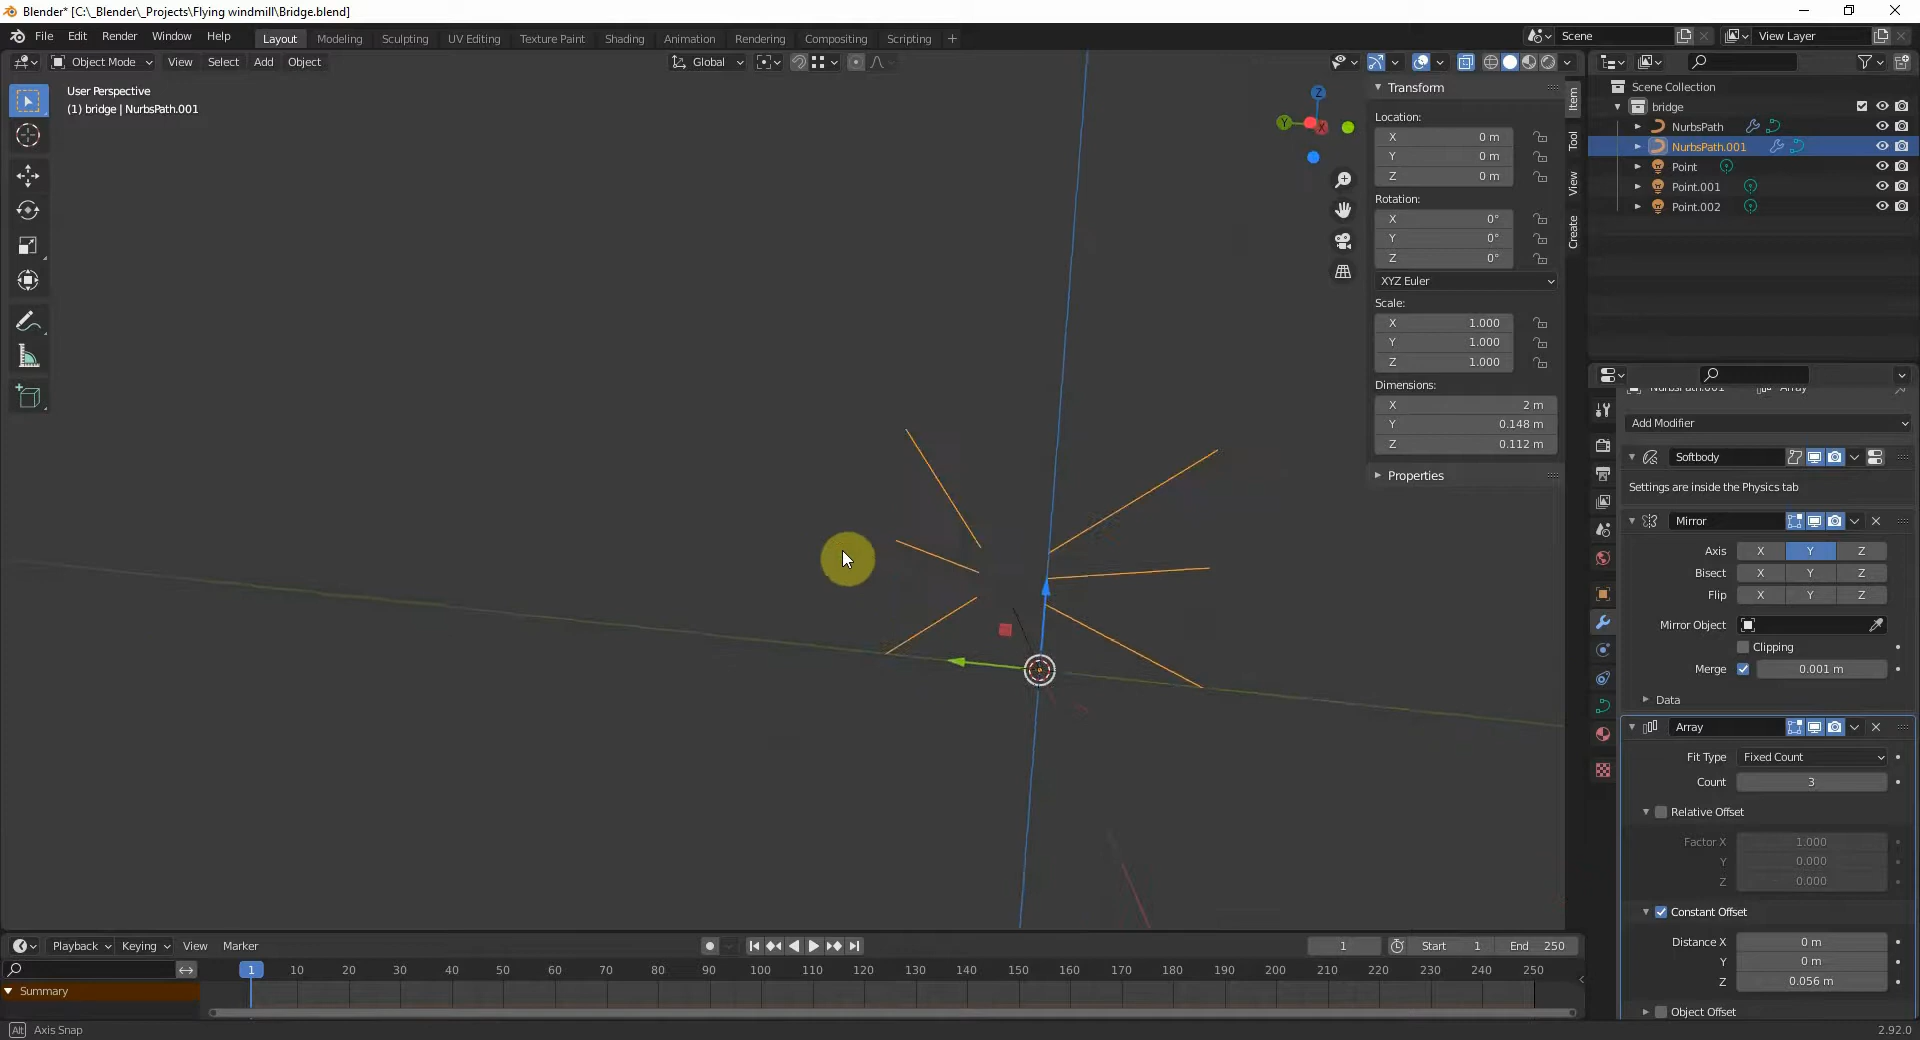 Blender* [C:\_Blender\_Projects\Flying windmill\Bridge.blend]
File Edit Render Window Help
Layout Modeling Sculpting UV Editing Texture Paint Shading Animation Rendering Compositing Scripting +
Scene
View Layer
Object Mode View Select Add Object
Global
User Perspective
(1) bridge | NurbsPath.001
Z
Y
X
Transform
Location:
X 0 m
Y 0 m
Z 0 m
Rotation:
X 0°
Y 0°
Z 0°
XYZ Euler
Scale:
X 1.000
Y 1.000
Z 1.000
Dimensions:
X 2 m
Y 0.148 m
Z 0.112 m
Properties
Item
Tool
View
Create
Scene Collection
bridge
NurbsPath
NurbsPath.001
Point
Point.001
Point.002
NurbsPath.001 Array
Add Modifier
Softbody
Settings are inside the Physics tab
Mirror
Axis X Y Z
Bisect X Y Z
Flip X Y Z
Mirror Object
Clipping
Merge 0.001 m
Data
Array
Fit Type Fixed Count
Count 3
Relative Offset
Factor X 1.000
Y 0.000
Z 0.000
Constant Offset
Distance X 0 m
Y 0 m
Z 0.056 m
Object Offset
Playback Keying View Marker
1 Start 1 End 250
1 10 20 30 40 50 60 70 80 90 100 110 120 130 140 150 160 170 180 190 200 210 220 230 240 250
Summary
Alt Axis Snap
2.92.0